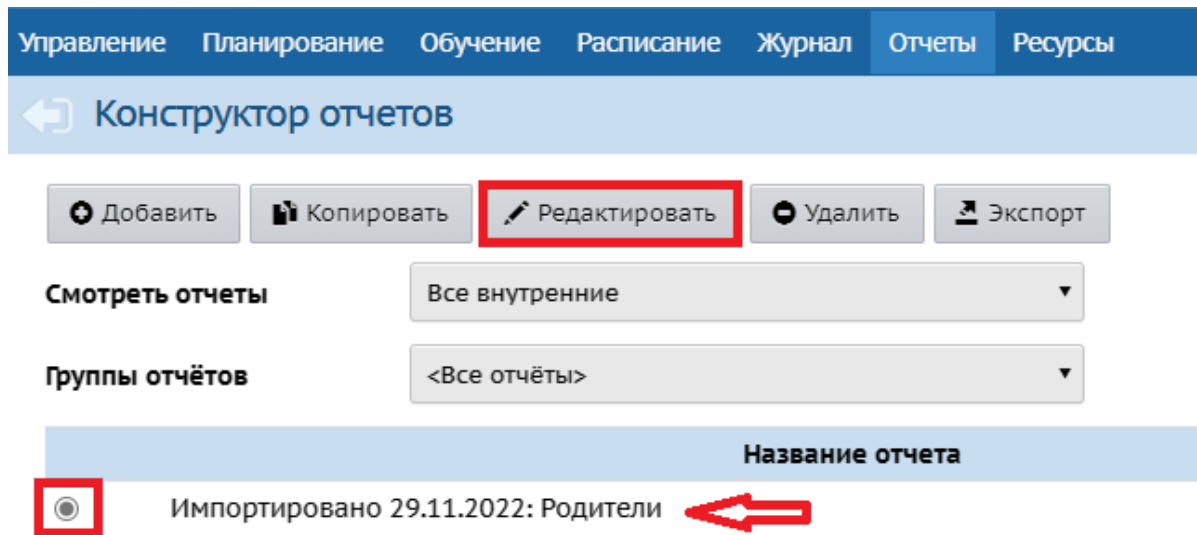 Управление Планирование Обучение Расписание Журнал Отчеты Ресурсы
Конструктор отчетов
Добавить Копировать Редактировать Удалить Экспорт
Смотреть отчеты Все внутренние
Группы отчётов <Все отчёты>
Название отчета
Импортировано 29.11.2022: Родители